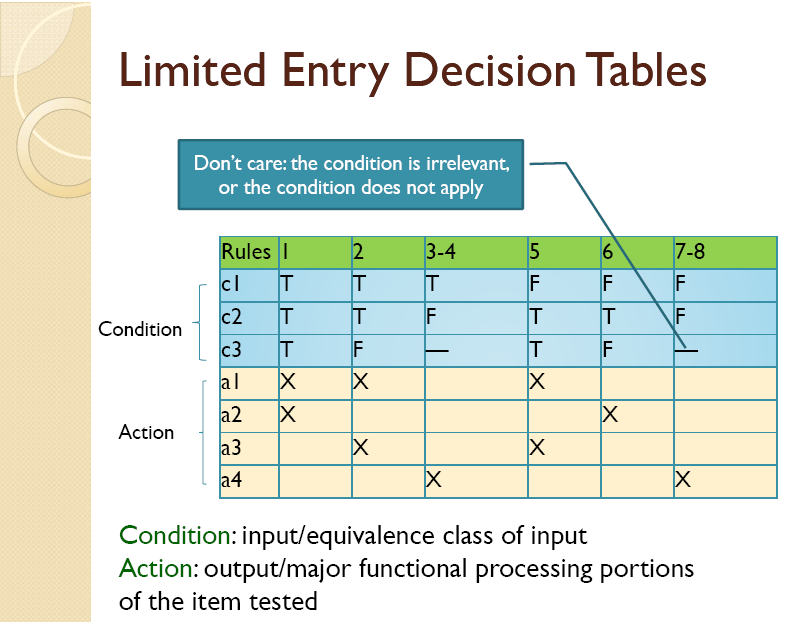 Limited Entry Decision Tables
Don't care: the condition is irrelevant,
or the condition does not apply
Rules 1 2 3-4 5 6 7-8
c1 T T T F F F
c2 T T F T T F
c3 T F — T F —
a1 X X X
a2 X X
a3 X X
a4 X X
Condition
Action
Condition: input/equivalence class of input
Action: output/major functional processing portions
of the item tested